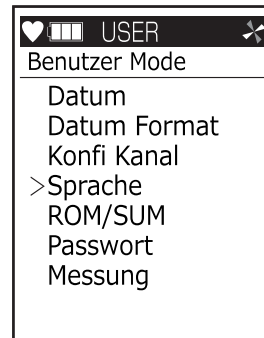 USER
Benutzer Mode
Datum
Datum Format
Konfi Kanal
>Sprache
ROM/SUM
Passwort
Messung